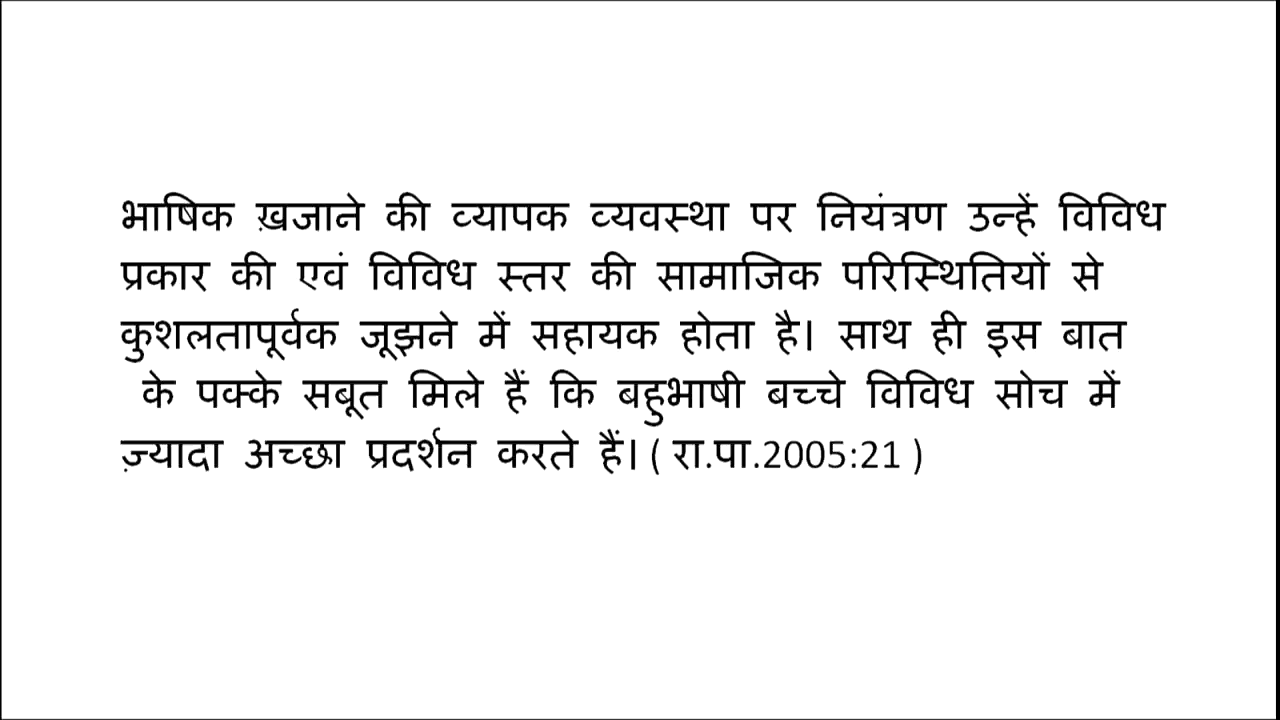 भाषिक ख़जाने की व्यापक व्यवस्था पर नियंत्रण उन्हें विविध
प्रकार की एवं विविध स्तर की सामाजिक परिस्थितियों से
कुशलतापूर्वक जूझने में सहायक होता है। साथ ही इस बात
के पक्के सबूत मिले हैं कि बहुभाषी बच्चे विविध सोच में
ज़्यादा अच्छा प्रदर्शन करते हैं। ( रा.पा.2005:21 )